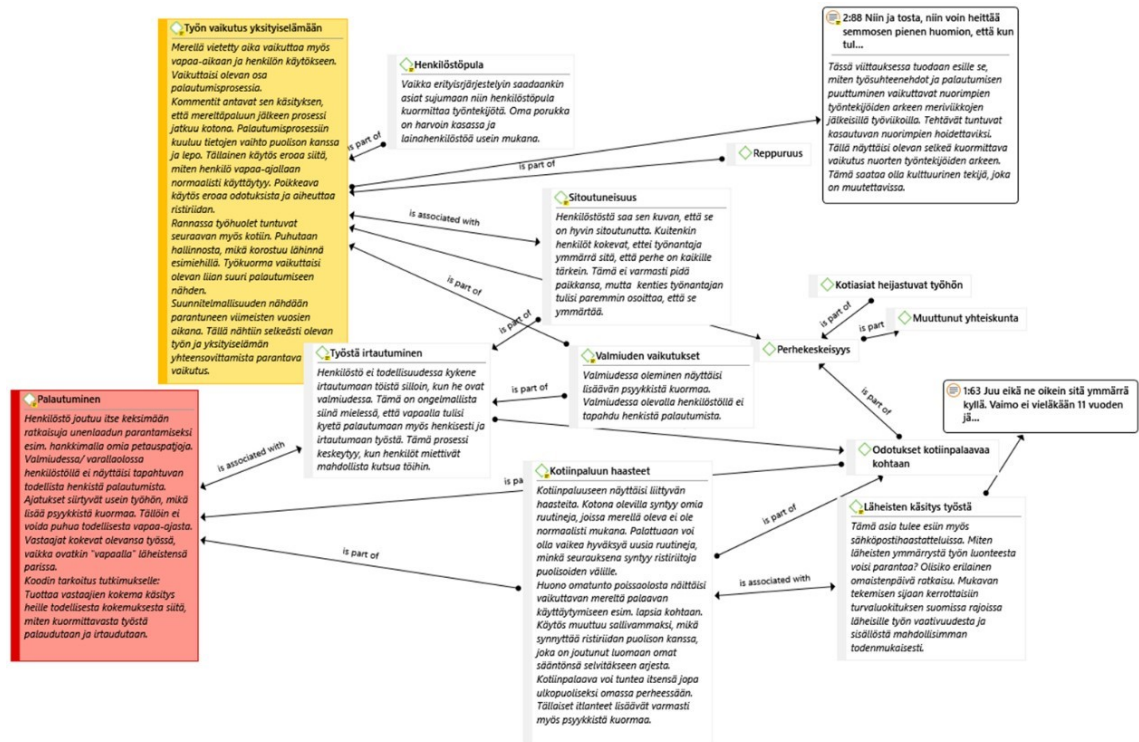 Työn vaikutus yksityiselämään
Merellä vietetty aika vaikuttaa myös
vapaa-aikaan ja henkilön käytökseen.
Vaikuttaisi olevan osa
palautumisprosessia.
Kommentit antavat sen käsityksen,
että mereltäpaluun jälkeen prosessi
jatkuu kotona. Palautumisprosessiin
kuuluu tietojen vaihto puolison kanssa
ja lepo. Tällainen käytös eroaa siitä,
miten henkilö vapaa-ajallaan
normaalisti käyttäytyy. Poikkeava
käytös eroaa odotuksista ja aiheuttaa
ristiriidan.
Rannassa työhuolet tuntuvat
seuraavan myös kotiin. Puhutaan
hallinnosta, mikä korostuu lähinnä
esimiehillä. Työkuorma vaikuttaisi
olevan liian suuri palautumiseen
nähden.
Suunnitelmallisuuden nähdään
parantuneen viimeisten vuosien
aikana. Tällä nähtiin selkeästi olevan
työn ja yksityiselämän
yhteensovittamista parantava
vaikutus.
Henkilöstöpula
Vaikka erityisrjärjestelyin saadaankin
asiat sujumaan niin henkilöstöpula
kuormittaa työntekijötä. Oma porukka
on harvoin kasassa ja
lainahenkilöstöä usein mukana.
2:88 Niin ja tosta, niin voin heittää
semmosen pienen huomion, että kun
tul...
Tässä viittauksessa tuodaan esille se,
miten työsuhteenehdot ja palautumisen
puuttuminen vaikuttavat nuorimpien
työntekijöiden arkeen meriviikkojen
jälkeisillä työviikoilla. Tehtävät tuntuvat
kasautuvan nuorimpien hoidettaviksi.
Tällä näyttäisi olevan selkeä kuormittava
vaikutus nuorten työntekijöiden arkeen.
Tämä saataa olla kulttuurinen tekijä, joka
on muutettavissa.
is part of
is part of
Reppuruus
is associated with
Sitoutuneisuus
Henkilöstöstä saa sen kuvan, että se
on hyvin sitoutunutta. Kuitenkin
henkilöt kokevat, ettei työnantaja
ymmärrä sitä, että perhe on kaikille
tärkein. Tämä ei varmasti pidä
paikkansa, mutta kenties työnantajan
tulisi paremmin osoittaa, että se
ymmärtää.
is part of
is part of
Kotiasiat heijastuvat työhön
is part of
is part
Muuttunut yhteiskunta
Perhekeskeisyys
Työstä irtautuminen
Henkilöstö ei todellisuudessa kykene
irtautumaan töistä silloin, kun he ovat
valmiudessa. Tämä on ongelmallista
siinä mielessä, että vapaalla tulisi
kyetä palautumaan myös henkisesti ja
irtautumaan työstä. Tämä prosessi
keskeytyy, kun henkilöt miettivät
mahdollista kutsua töihin.
is part of
Valmiuden vaikutukset
Valmiudessa oleminen näyttäisi
lisäävän psyykkistä kuormaa.
Valmiudessa olevalla henkilöstöllä ei
tapahdu henkistä palautumista.
is part of
1:63 Juu eikä ne oikein sitä ymmärrä
kyllä. Vaimo ei vieläkään 11 vuoden
jä...
Palautuminen
Henkilöstö joutuu itse keksimään
ratkaisuja unenlaadun parantamiseksi
esim. hankkimalla omia petauspatjoja.
Valmiudessa/ varallaolossa
henkilöstöllä ei näyttäisi tapahtuvan
todellista henkistä palautumista.
Ajatukset siirtyvät usein työhön, mikä
lisää psyykkistä kuormaa. Tällöin ei
voida puhua todellisesta vapaa-ajasta.
Vastaajat kokevat olevansa työssä,
vaikka ovatkin "vapaalla" läheistensä
parissa.
Koodin tarkoitus tutkimukselle:
Tuottaa vastaajien kokema käsitys
heille todellisesta kokemuksesta siitä,
miten kuormittavasta työstä
palaudutaan ja irtaudutaan.
is associated with
Odotukset kotiinpalaavaa
kohtaan
is pa
is part of
Kotiinpaluun haasteet
Kotiinpaluuseen näyttöisi liittyvän
haasteita. Kotona olevilla syntyy omia
rutineja, joissa merellä oleva ei ole
normaalisti mukana. Palattuaan voi
olla vaikea hyväksyä uusia rutineja,
minkä seurauksena syntyy ristiriitoja
puolisoiden välille.
Huono omatunto poissaolosta näittöisi
vaikuttavan mereltä palaavan
käyttäytymiseen esim. lapsia kohtaan.
Käytös muuttuu sallivammaksi, mikä
synnyttää ristiriidan puolison kanssa,
joka on joutunut luomaan omat
sääntönsä selvitäkseen arjesta.
Kotiinpalaava voi tuntea itsensä jopa
ulkopuoliseksi omassa perheessään.
Tällaiset itlanteet lisäävät varmasti
myös psyykkistä kuormaa.
is part of
is associated with
Läheisten käsitys työstä
Tämä asia tulee esiin myös
sähköpostihaastatteluissa. Miten
läheisten ymmärrystä työn luonteesta
voisi parantaa? Olisiko erilainen
omaistenpäivä ratkaisu. Mukavan
tekemisen sijaan kerrottaisiin
turvaluokituksen suomissa rajoissa
läheisille työn vaativuudesta ja
sisällöstä mahdollisimman
todenmukaisesti.